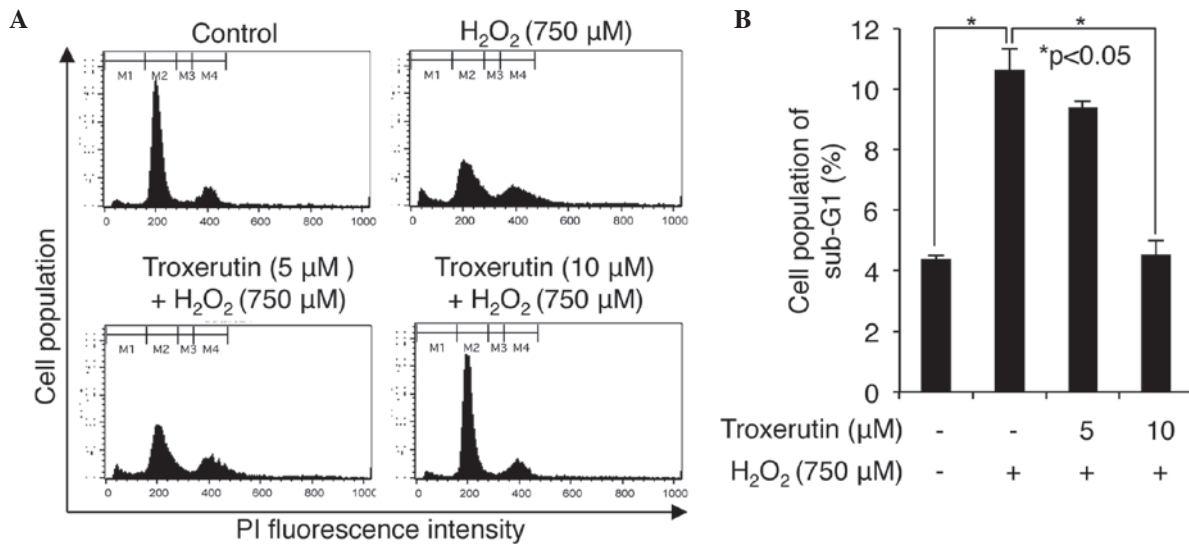 A
Control
M1 M2 M3 M4
0 200 400 600 800 1000
H₂O₂ (750 μM)
M1 M2 M3 M4
0 200 400 600 800 1000
Troxerutin (5 μM )
+ H₂O₂ (750 μM)
M1 M2 M3 M4
0 200 400 600 800 1000
Troxerutin (10 μM)
+ H₂O₂ (750 μM)
M1 M2 M3 M4
0 200 400 600 800 1000
Cell population
PI fluorescence intensity
B
* *
*p<0.05
Cell population of
sub-G1 (%)
12
10
8
6
4
2
0
Troxerutin (μM) - - 5 10
H₂O₂ (750 μM) - + + +